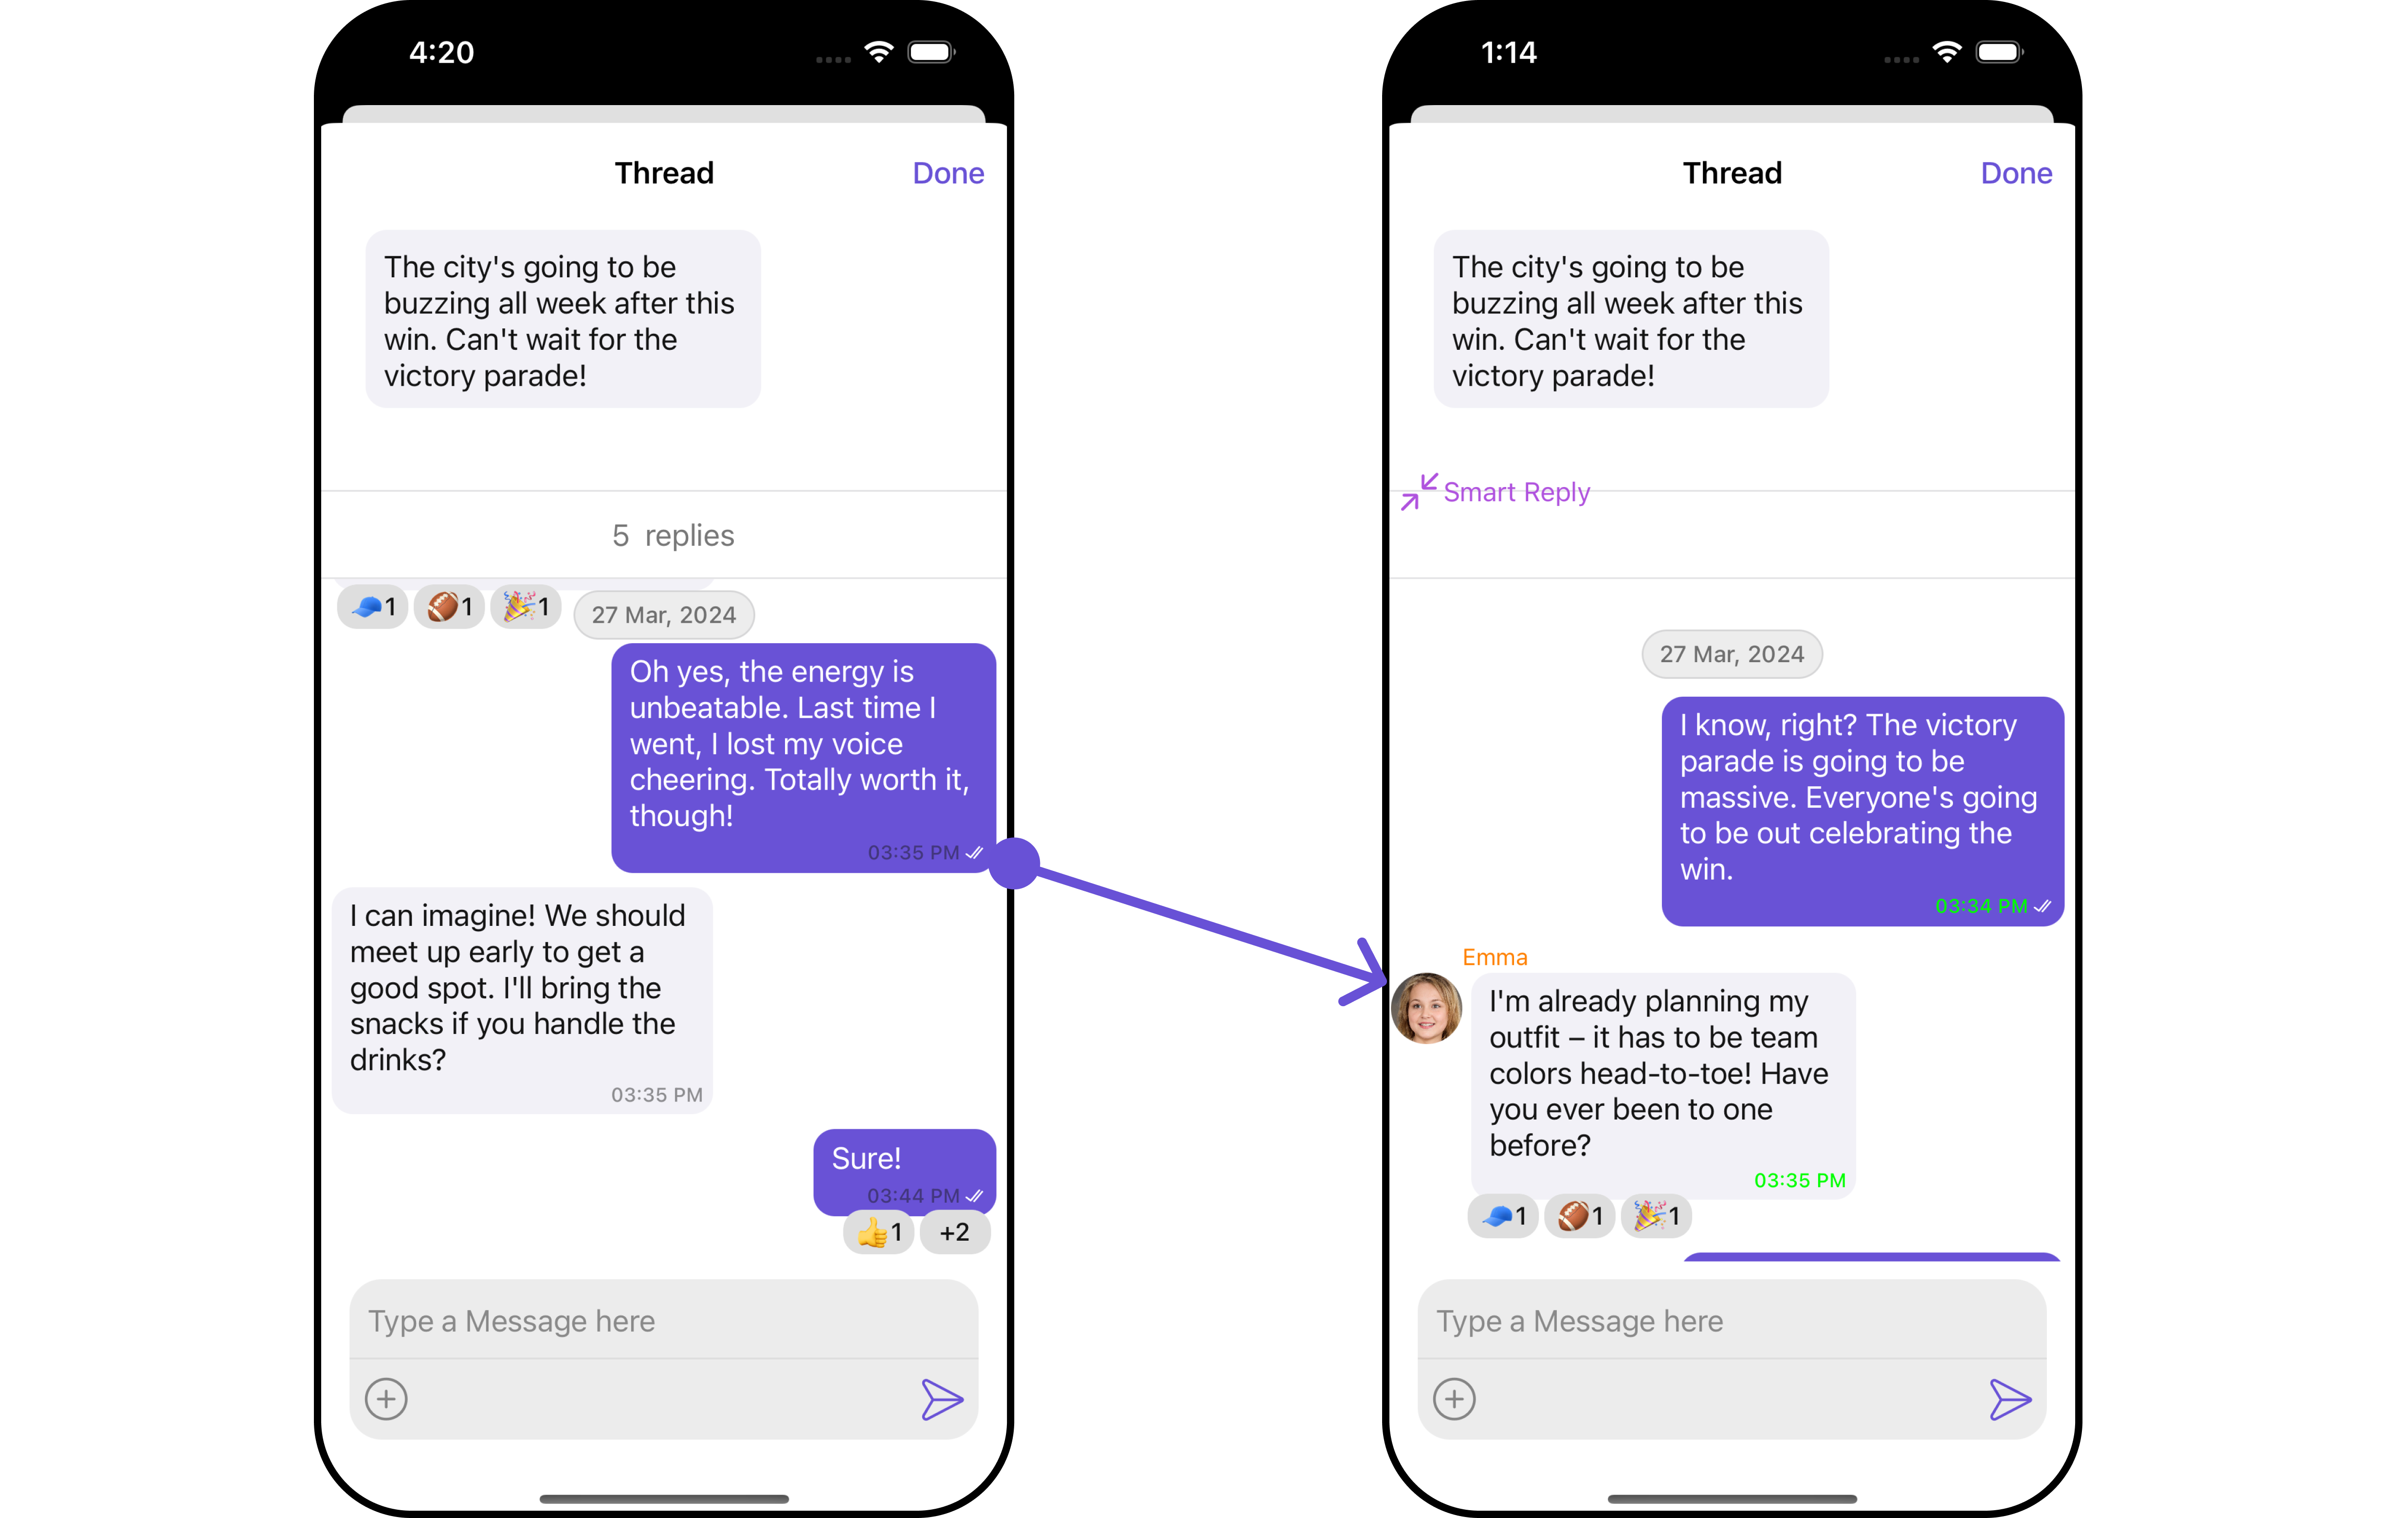 4:20
Thread
Done
The city's going to be
buzzing all week after this
win. Can't wait for the
victory parade!
5 replies
1
1
1
27 Mar, 2024
Oh yes, the energy is
unbeatable. Last time I
went, I lost my voice
cheering. Totally worth it,
though!
03:35 PM
I can imagine! We should
meet up early to get a
good spot. I'll bring the
snacks if you handle the
drinks?
03:35 PM
Sure!
03:44 PM
1
+2
Type a Message here
1:14
Thread
Done
The city's going to be
buzzing all week after this
win. Can't wait for the
victory parade!
Smart Reply
27 Mar, 2024
I know, right? The victory
parade is going to be
massive. Everyone's going
to be out celebrating the
win.
03:34 PM
Emma
I'm already planning my
outfit – it has to be team
colors head-to-toe! Have
you ever been to one
before?
03:35 PM
1
1
1
Type a Message here